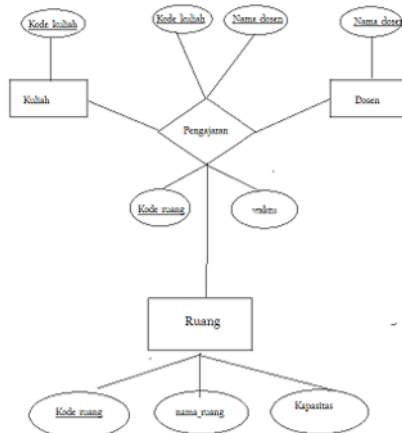 Kode kuliah
Kode kuliah
Nama dosen
Nama dosen
Kuliah
Pengajaran
Dosen
Kode ruang
waktu
Ruang
Kode ruang
nama_ruang
Kapasitas